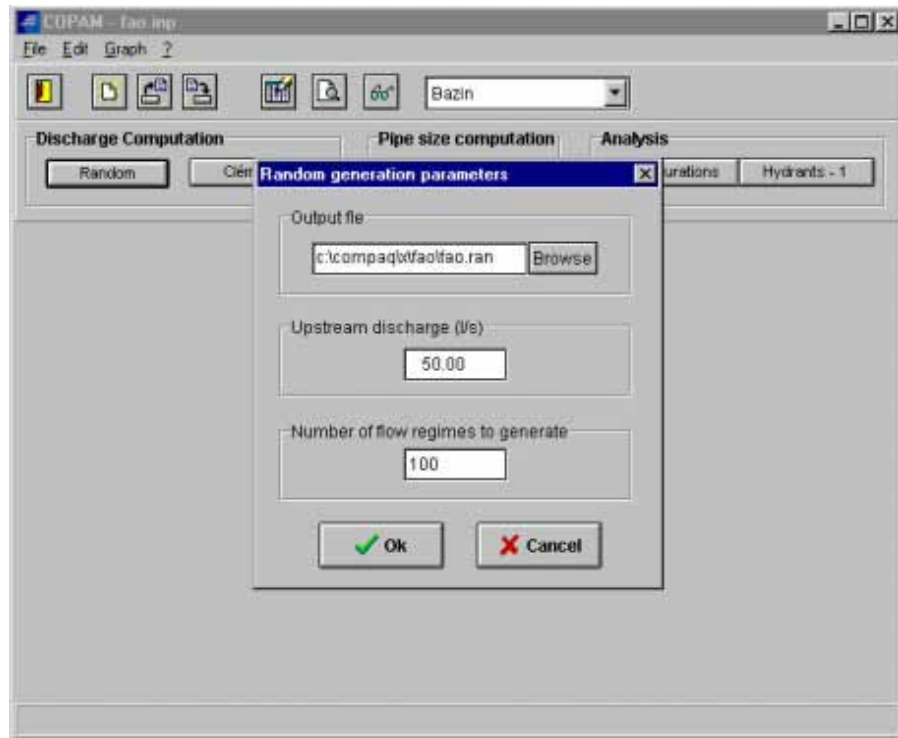 COPAM - fao.inp
File Edit Graph ?
Bazin
Discharge Computation
Pipe size computation
Analysis
Random
Clém
urations
Hydrants - 1
Random generation parameters
Output file
c:\compaq\x\fao\fao.ran
Browse
Upstream discharge (l/s)
50.00
Number of flow regimes to generate
100
Ok
Cancel